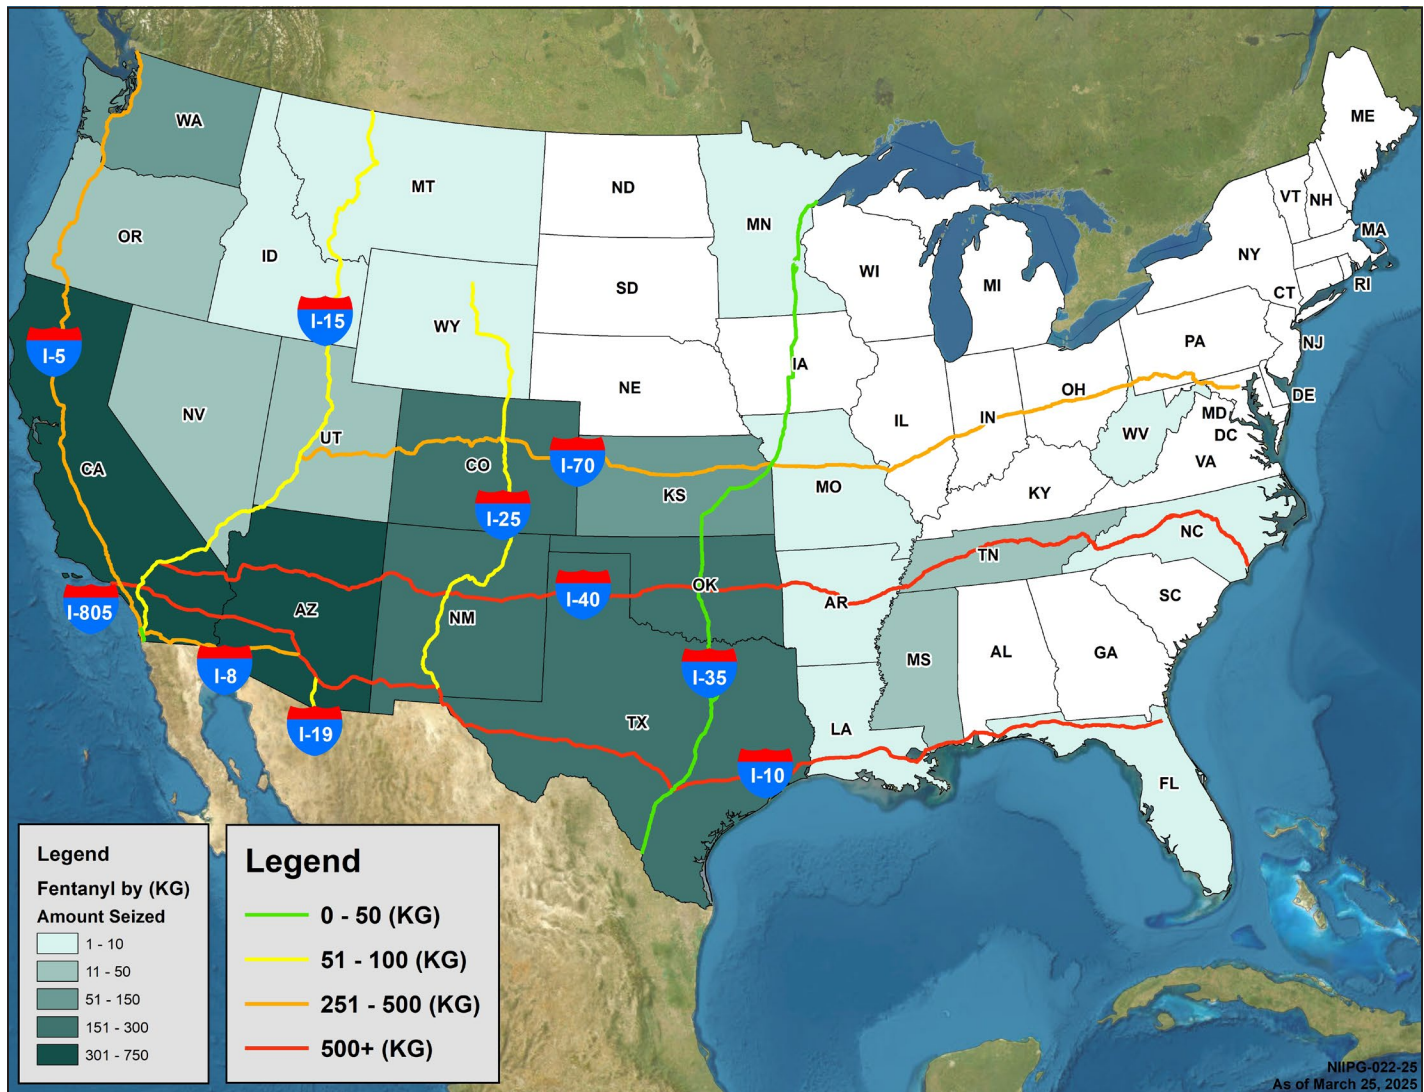 WA
ME
MT
ND
VT
NH
MN
OR
MA
ID
NY
WI
SD
MI
RI
CT
I-15
WY
PA
NJ
I-5
IA
NE
OH
DE
NV
MD
IL
IN
UT
WV
DC
CO
I-70
VA
CA
MO
KS
KY
I-25
NC
TN
OK
I-40
SC
AR
I-805
AZ
NM
GA
AL
MS
I-8
I-35
TX
LA
I-19
I-10
FL
Legend
Fentanyl by (KG)
Amount Seized
1 - 10
11 - 50
51 - 150
151 - 300
301 - 750
Legend
0 - 50 (KG)
51 - 100 (KG)
251 - 500 (KG)
500+ (KG)
NIIPG-022-25
As of March 25, 2025